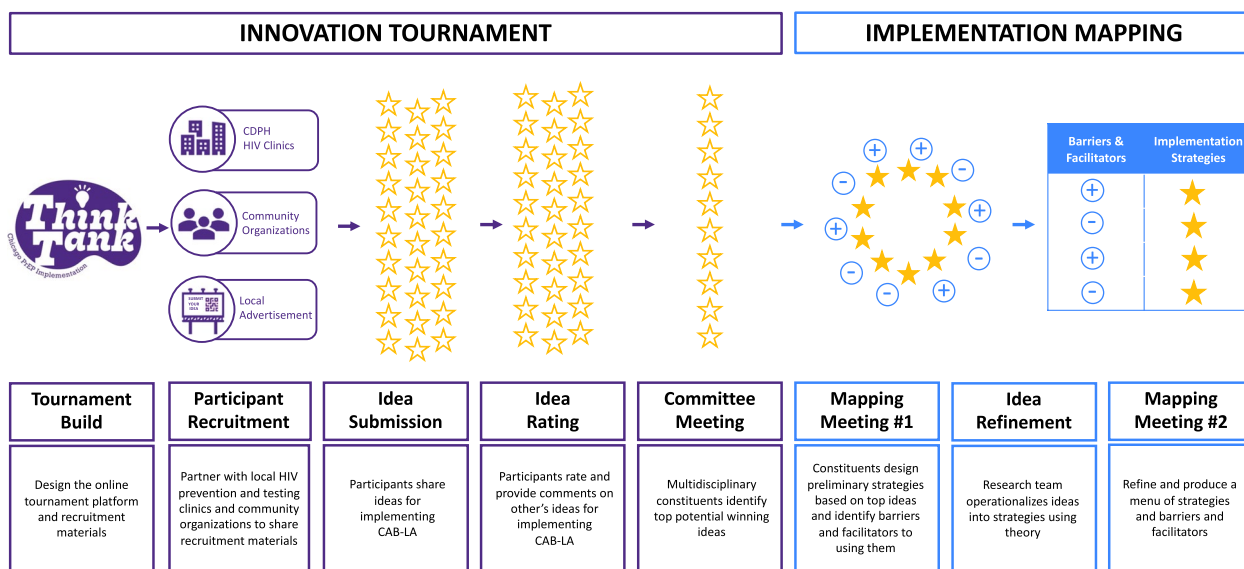 INNOVATION TOURNAMENT
IMPLEMENTATION MAPPING
Think
Tank
Chicago PrEP Implementation
CDPH
HIV Clinics
Community
Organizations
SUBMIT
YOUR
IDEA
Local
Advertisement
Barriers &
Facilitators
Implementation
Strategies
Tournament
Build
Participant
Recruitment
Idea
Submission
Idea
Rating
Committee
Meeting
Mapping
Meeting #1
Idea
Refinement
Mapping
Meeting #2
Design the online
tournament platform
and recruitment
materials
Partner with local HIV
prevention and testing
clinics and community
organizations to share
recruitment materials
Participants share
ideas for
implementing
CAB-LA
Participants rate and
provide comments on
other’s ideas for
implementing
CAB-LA
Multidisciplinary
constituents identify
top potential winning
ideas
Constituents design
preliminary strategies
based on top ideas
and identify barriers
and facilitators to
using them
Research team
operationalizes ideas
into strategies using
theory
Refine and produce a
menu of strategies
and barriers and
facilitators